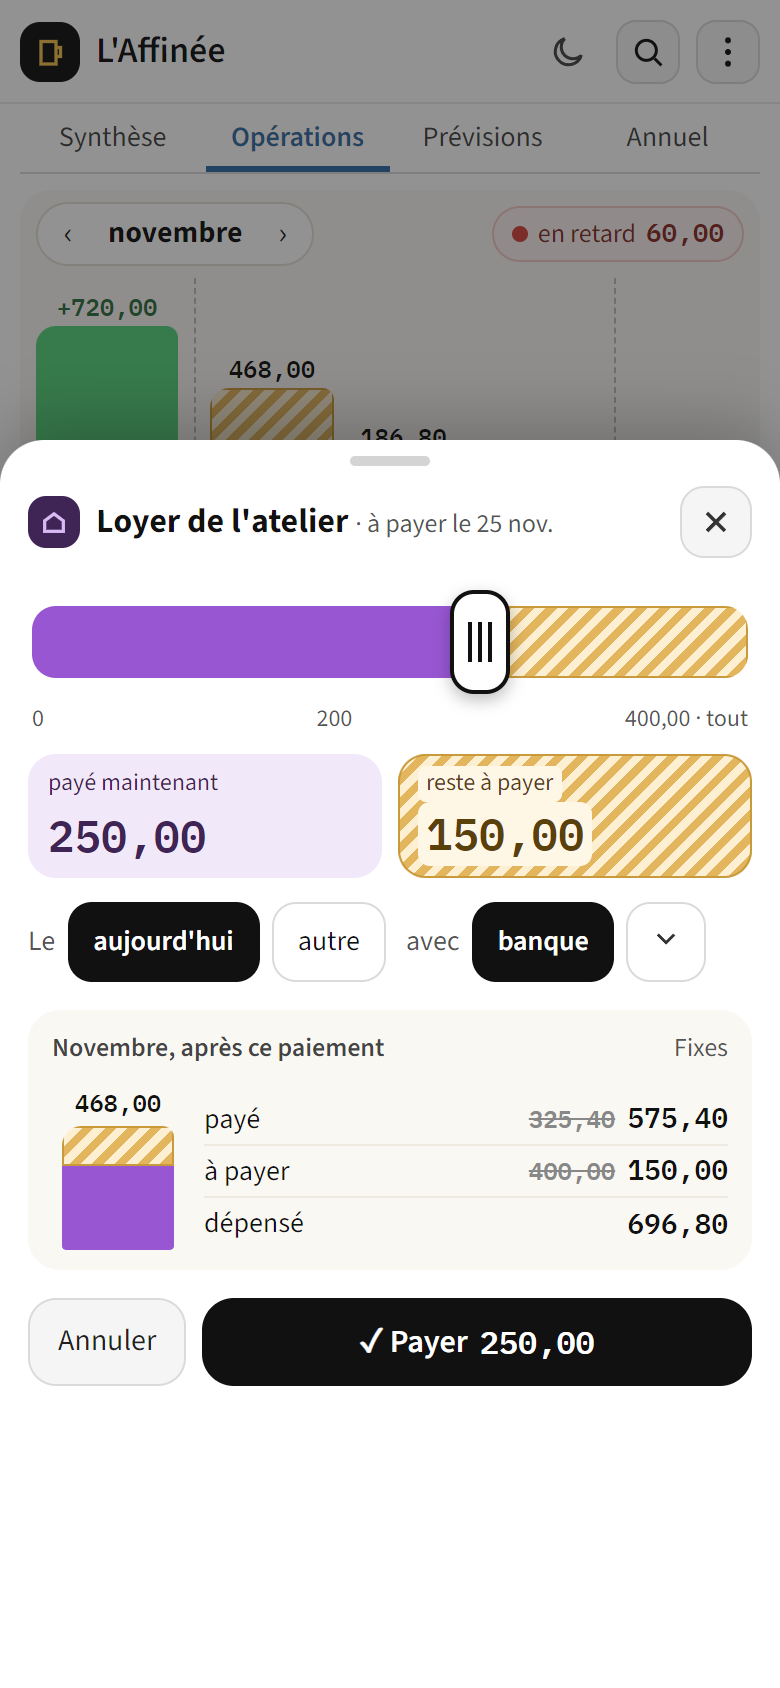 L'Affinée
Synthèse Opérations Prévisions Annuel
‹ novembre › en retard 60,00
+720,00
468,00
186,80
Loyer de l'atelier · à payer le 25 nov.
0 200 400,00 · tout
payé maintenant reste à payer
250,00 150,00
Le aujourd'hui autre avec banque
Novembre, après ce paiement Fixes
468,00
payé 325,40 575,40
à payer 400,00 150,00
dépensé 696,80
Annuler ✓ Payer 250,00